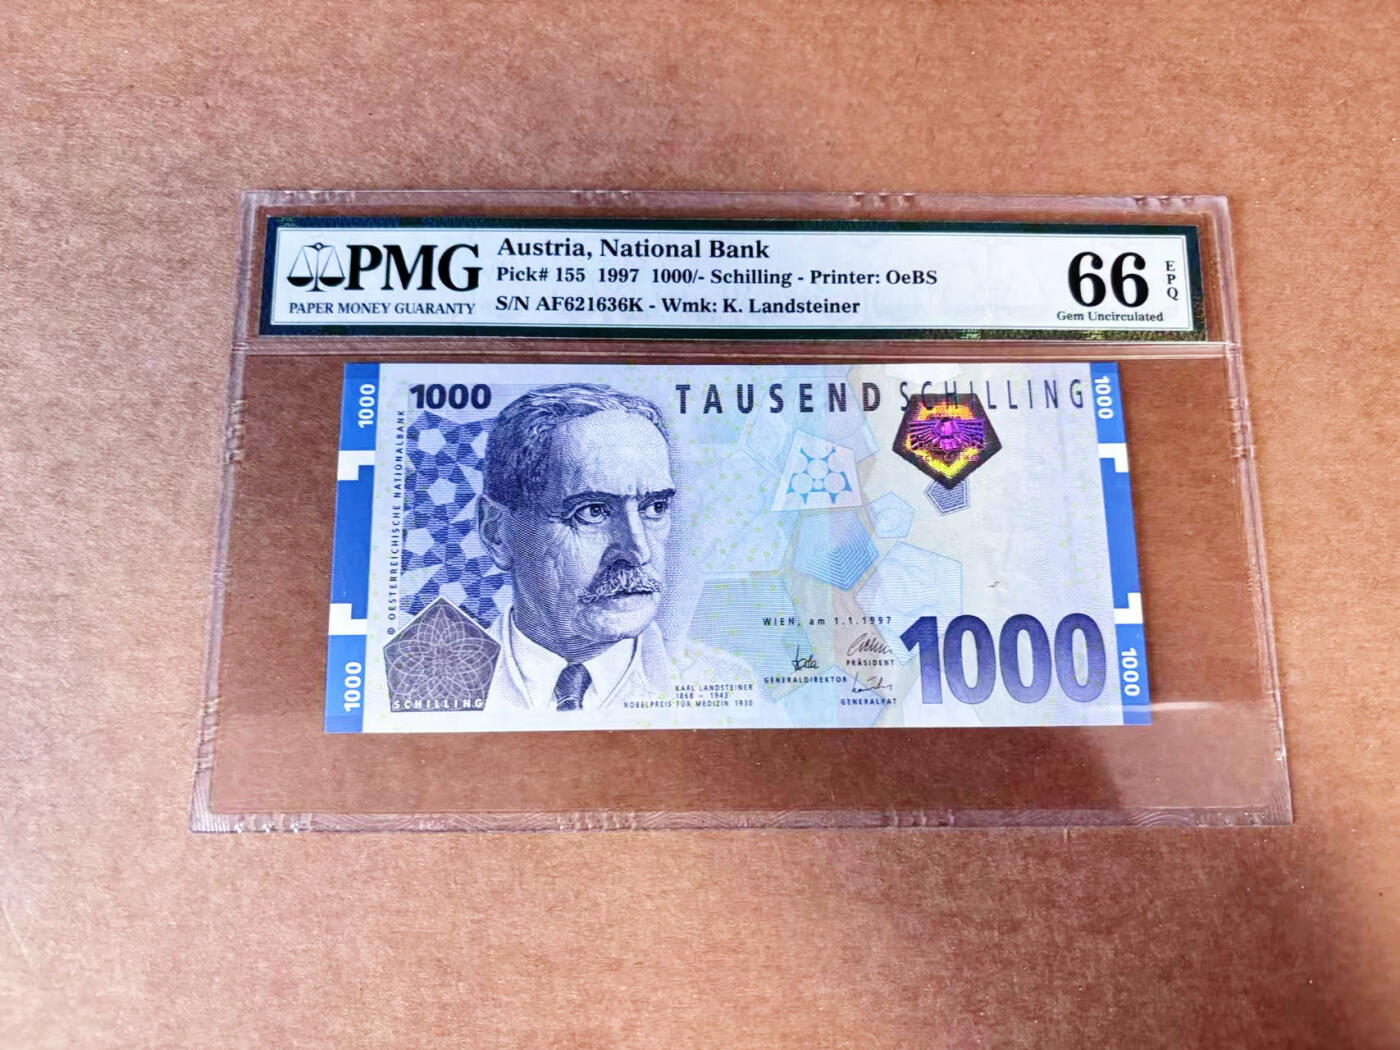 PMG
PAPER MONEY GUARANTY
Austria, National Bank
Pick# 155 1997 1000/- Schilling - Printer: OeBS
S/N AF621636K - Wmk: K. Landsteiner
66
EPQ
Gem Uncirculated
1000
1000
TAUSEND SCHILLING
1000
© OESTERREICHISCHE NATIONALBANK
WIEN, am 1.1.1997
PRÄSIDENT
GENERALDIREKTOR
GENERALRAT
KARL LANDSTEINER
1868 – 1943
NOBELPREIS FÜR MEDIZIN 1930
1000
SCHILLING
1000
1000